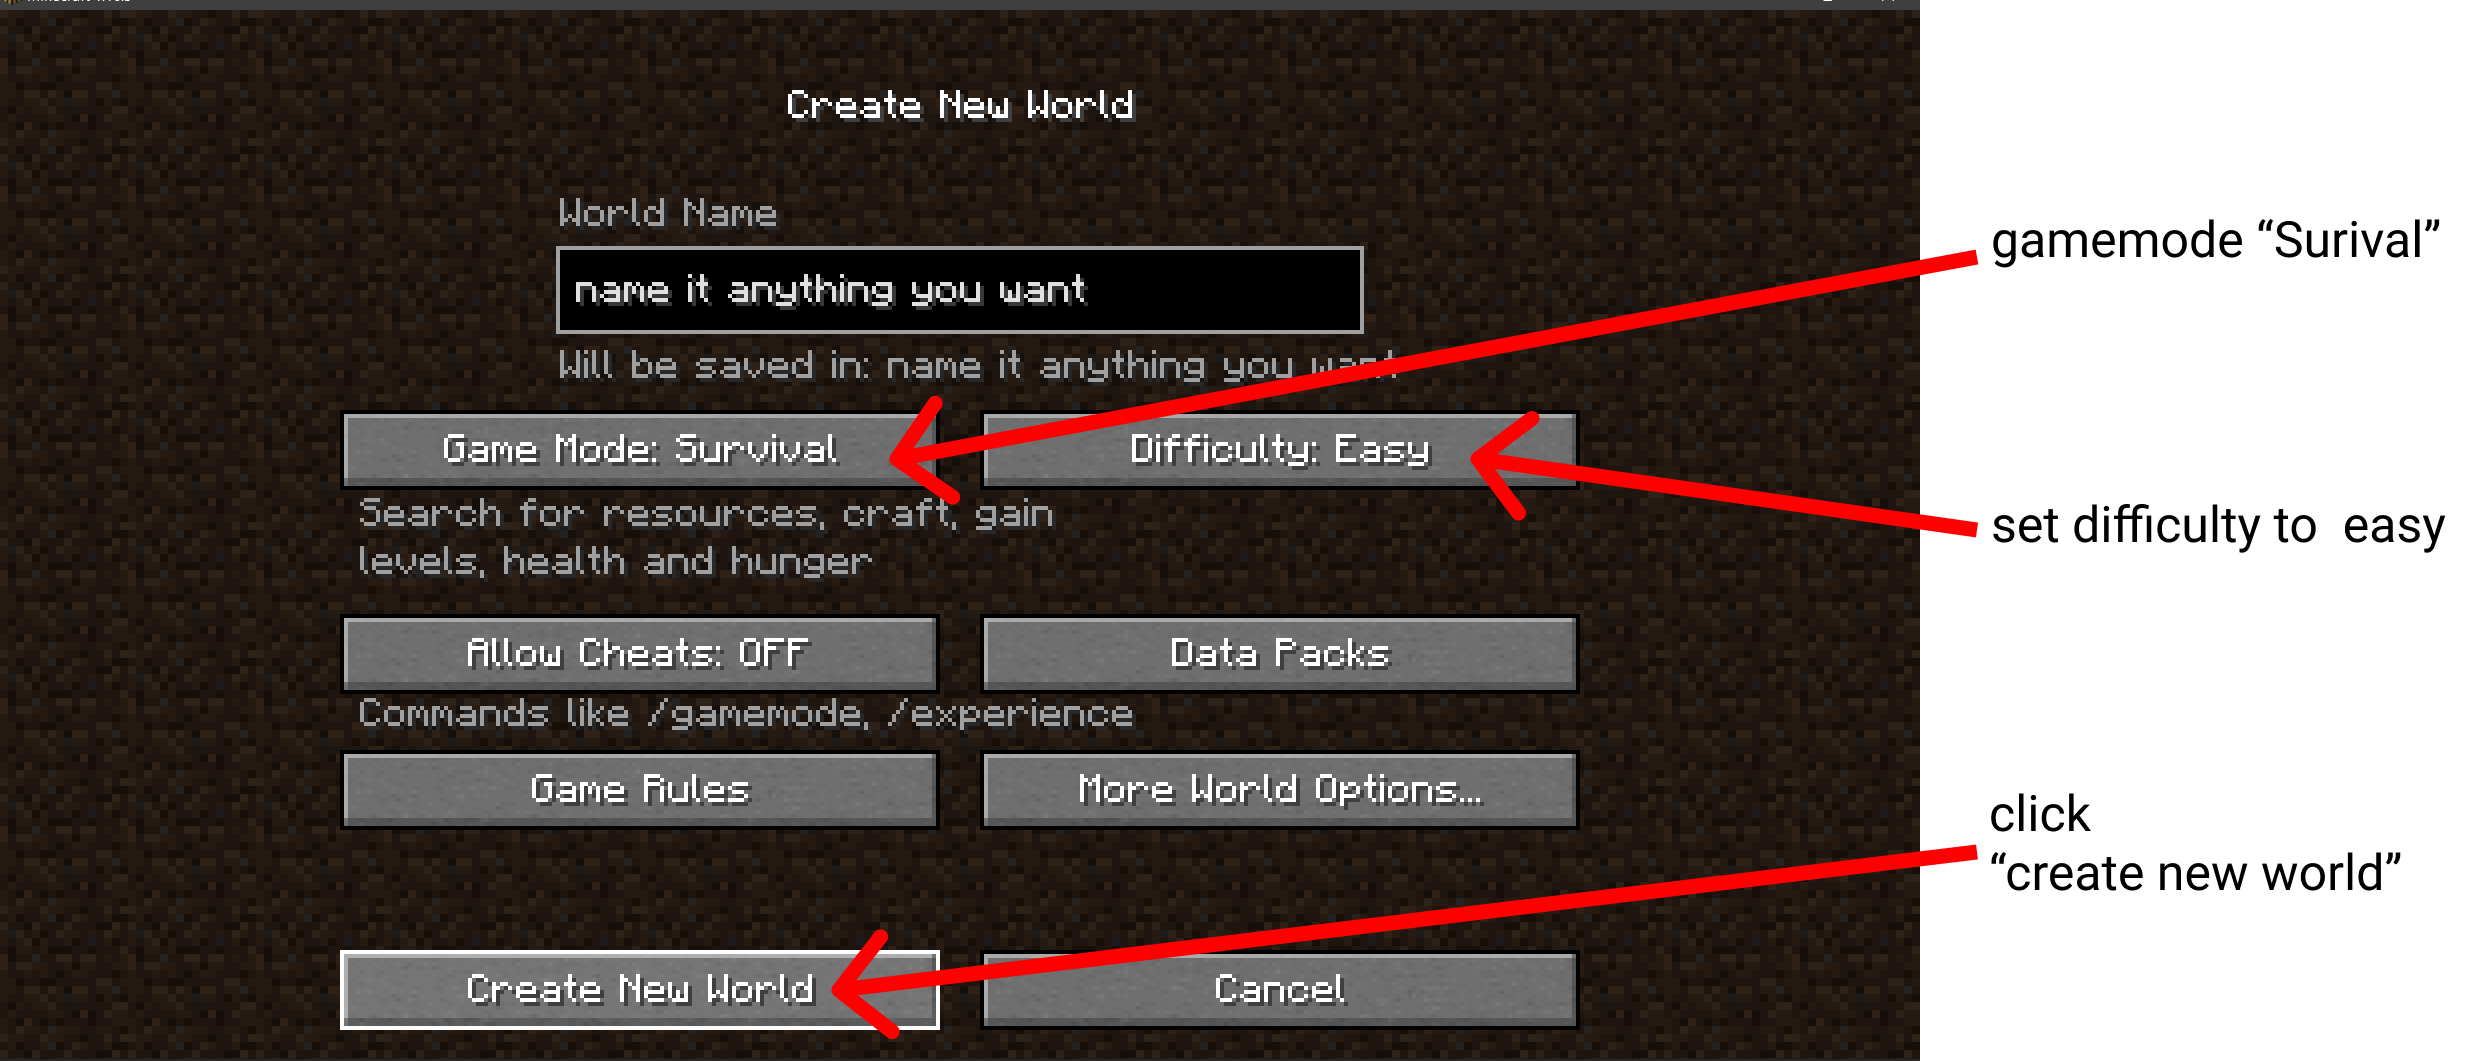 Create New World
World Name
name it anything you want
Will be saved in: name it anything you want
gamemode “Surival”
Game Mode: Survival
Difficulty: Easy
Search for resources, craft, gain
levels, health and hunger
set difficulty to  easy
Allow Cheats: OFF
Data Packs
Commands like /gamemode, /experience
Game Rules
More World Options...
click
“create new world”
Create New World
Cancel